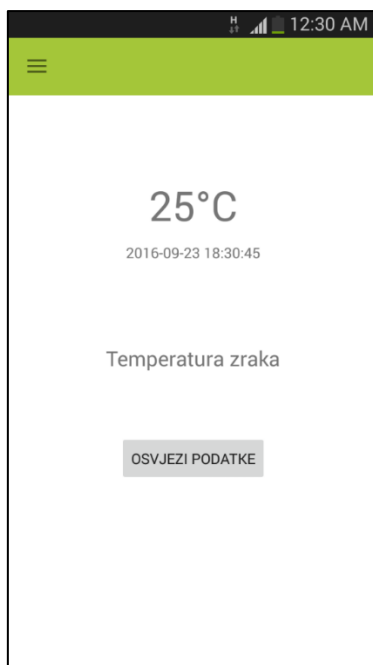 H
12:30 AM
25°C
2016-09-23 18:30:45
Temperatura zraka
OSVJEZI PODATKE